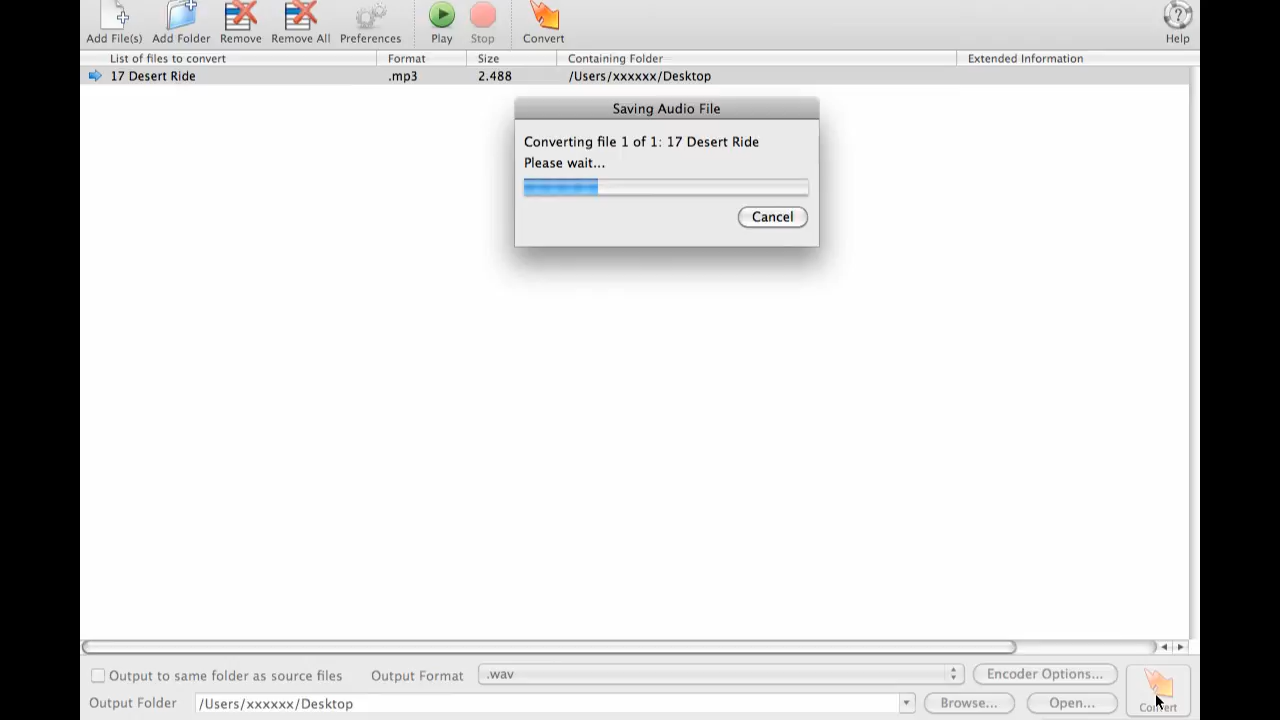 Add File(s) Add Folder Remove Remove All Preferences Play Stop Convert Help
List of files to convert Format Size Containing Folder Extended Information
17 Desert Ride .mp3 2.488 /Users/xxxxxx/Desktop
Saving Audio File
Converting file 1 of 1: 17 Desert Ride
Please wait...
Cancel
Output to same folder as source files Output Format .wav Encoder Options...
Output Folder /Users/xxxxxx/Desktop Browse... Open... Convert